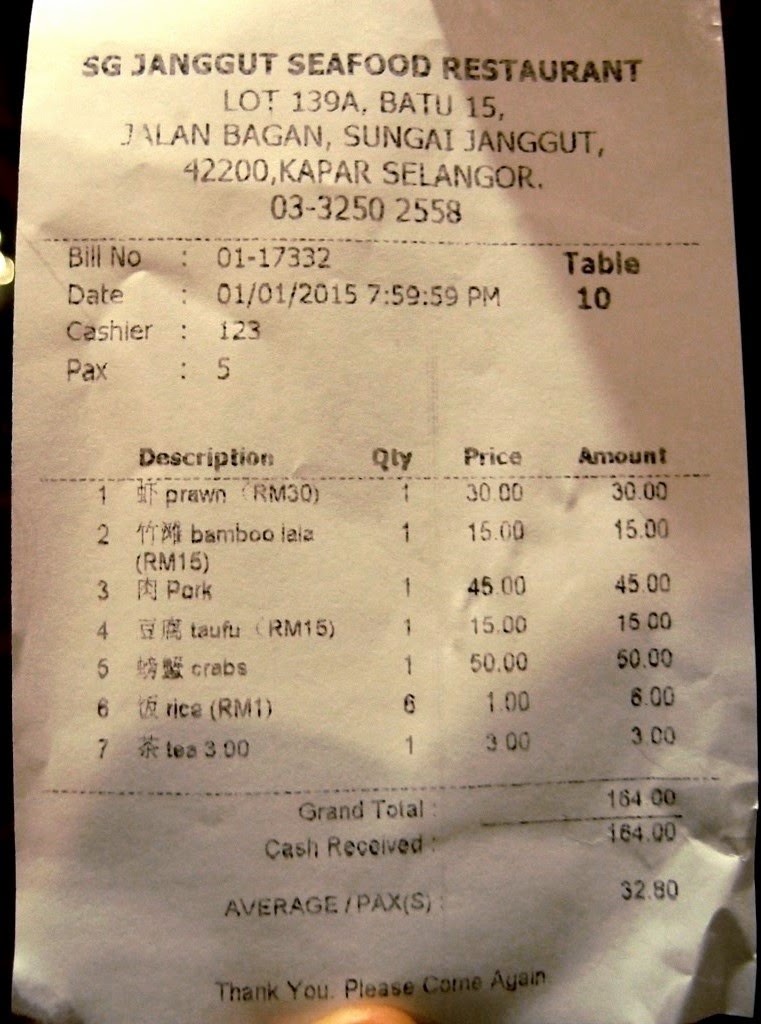 SG JANGGUT SEAFOOD RESTAURANT
LOT 139A, BATU 15,
JALAN BAGAN, SUNGAI JANGGUT,
42200,KAPAR SELANGOR.
03-3250 2558
Bill No : 01-17332 Table
Date : 01/01/2015 7:59:59 PM 10
Cashier : 123
Pax : 5
Description Qty Price Amount
1 虾 prawn (RM30) 1 30.00 30.00
2 竹滩 bamboo lala 1 15.00 15.00
(RM15)
3 肉 Pork 1 45.00 45.00
4 豆腐 taufu (RM15) 1 15.00 15.00
5 螃蟹 crabs 1 50.00 50.00
6 饭 rice (RM1) 6 1.00 6.00
7 茶 tea 3.00 1 3.00 3.00
Grand Total : 164.00
Cash Received : 164.00
AVERAGE / PAX(S) : 32.80
Thank You. Please Come Again.